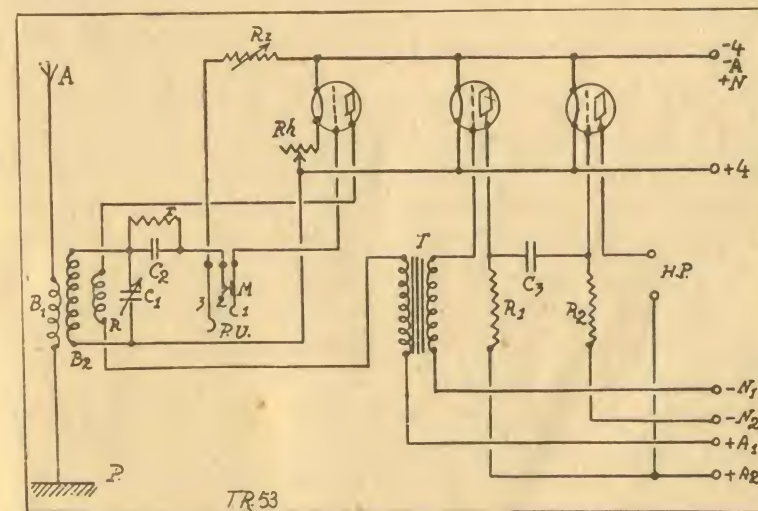 A
R2
Rh
-4
-A
+N
+4
r
C2
C1
B1
R
B2
3
2
M
1
P.U.
T
C3
R1
R2
H.P.
-N1
-N2
+A1
+A2
P.
T.R.53